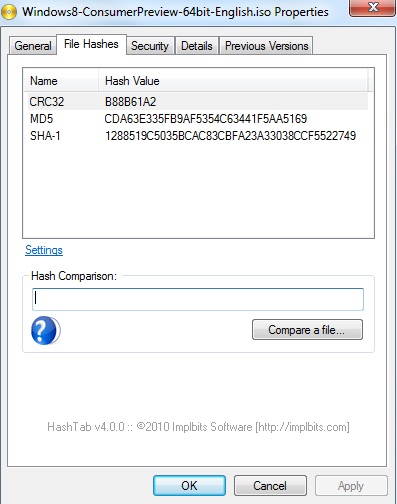 Windows8-ConsumerPreview-64bit-English.iso Properties
General File Hashes Security Details Previous Versions
Name Hash Value
CRC32 B88B61A2
MD5 CDA63E335FB9AF5354C63441F5AA5169
SHA-1 1288519C5035BCAC83CBFA23A33038CCF5522749
Settings
Hash Comparison:
Compare a file...
HashTab v4.0.0 :: ©2010 Implbits Software [http://implbits.com]
OK Cancel Apply